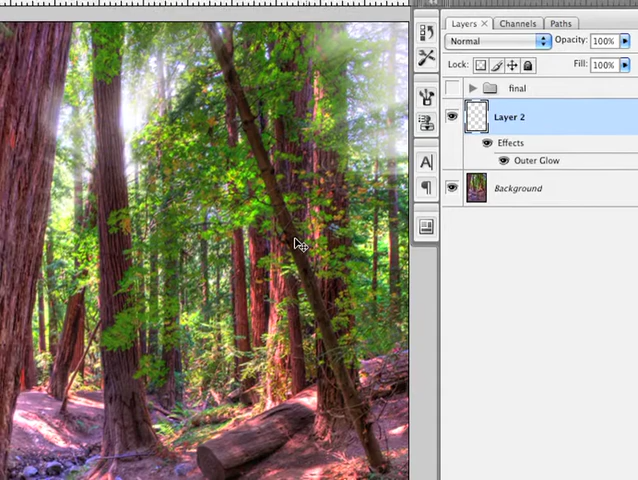 Layers × Channels Paths
Normal Opacity: 100%
Lock: Fill: 100%
final
Layer 2
Effects
Outer Glow
Background
A